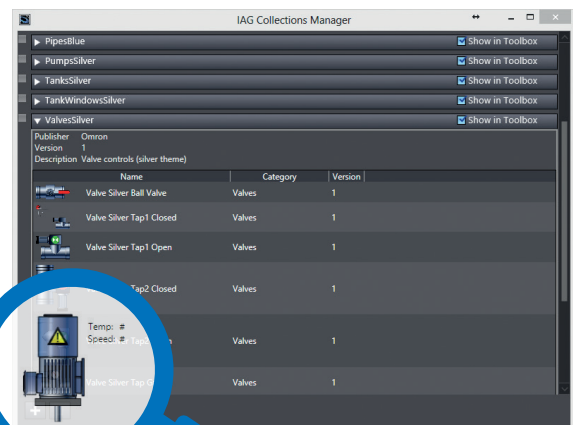 IAG Collections Manager
PipesBlue Show in Toolbox
PumpsSilver Show in Toolbox
TanksSilver Show in Toolbox
TankWindowsSilver Show in Toolbox
ValvesSilver Show in Toolbox
Publisher Omron
Version 1
Description Valve controls (silver theme)
Name Category Version
Valve Silver Ball Valve Valves 1
Valve Silver Tap1 Closed Valves 1
Valve Silver Tap1 Open Valves 1
Tap2 Closed Valves 1
Temp: #
Speed: #
Valves 1
Valve Silver Tap Valves 1